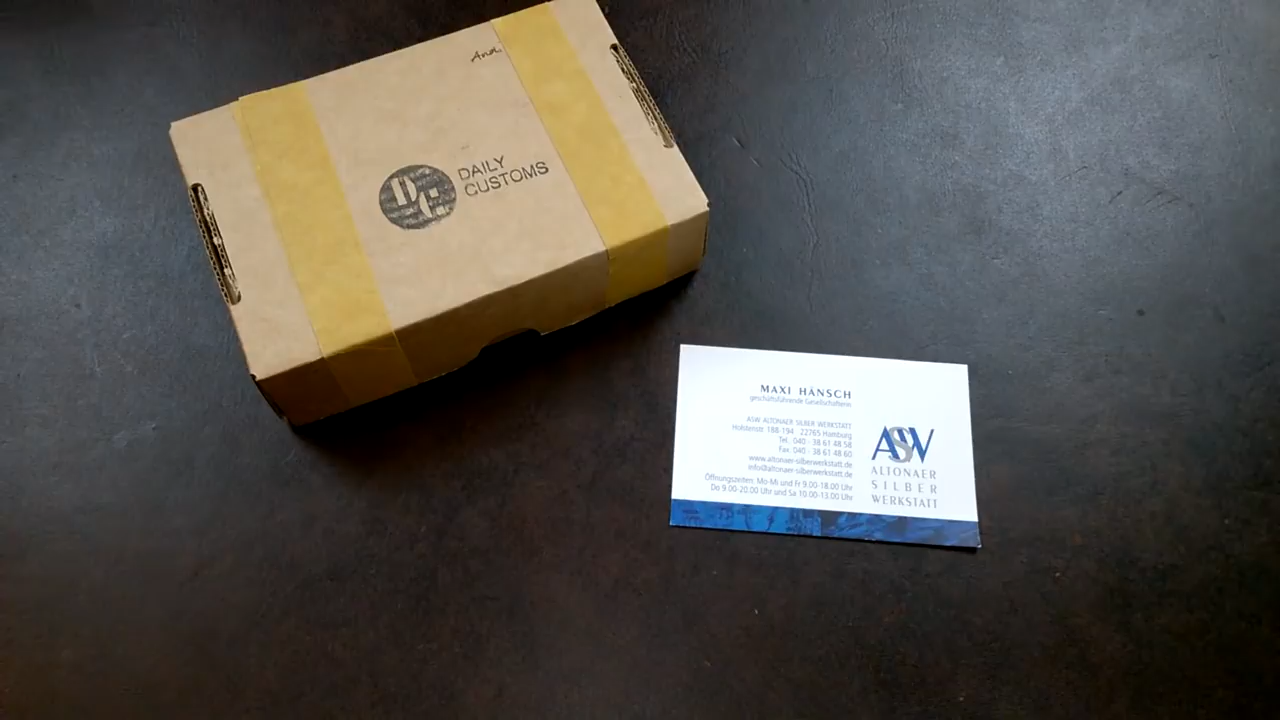 And.
DAILY
CUSTOMS
DC
MAXI HÄNSCH
geschäftsführende Gesellschafterin
ASW ALTONAER SILBER WERKSTATT
Holstenstr. 188-194 22765 Hamburg
Tel. 040 - 38 61 48 58
Fax. 040 - 38 61 48 60
www.altonaer-silberwerkstatt.de
info@altonaer-silberwerkstatt.de
Öffnungszeiten: Mo-Mi und Fr 9.00-18.00 Uhr
Do 9.00-20.00 Uhr und Sa 10.00-13.00 Uhr
ASW
ALTONAER
SILBER
WERKSTATT